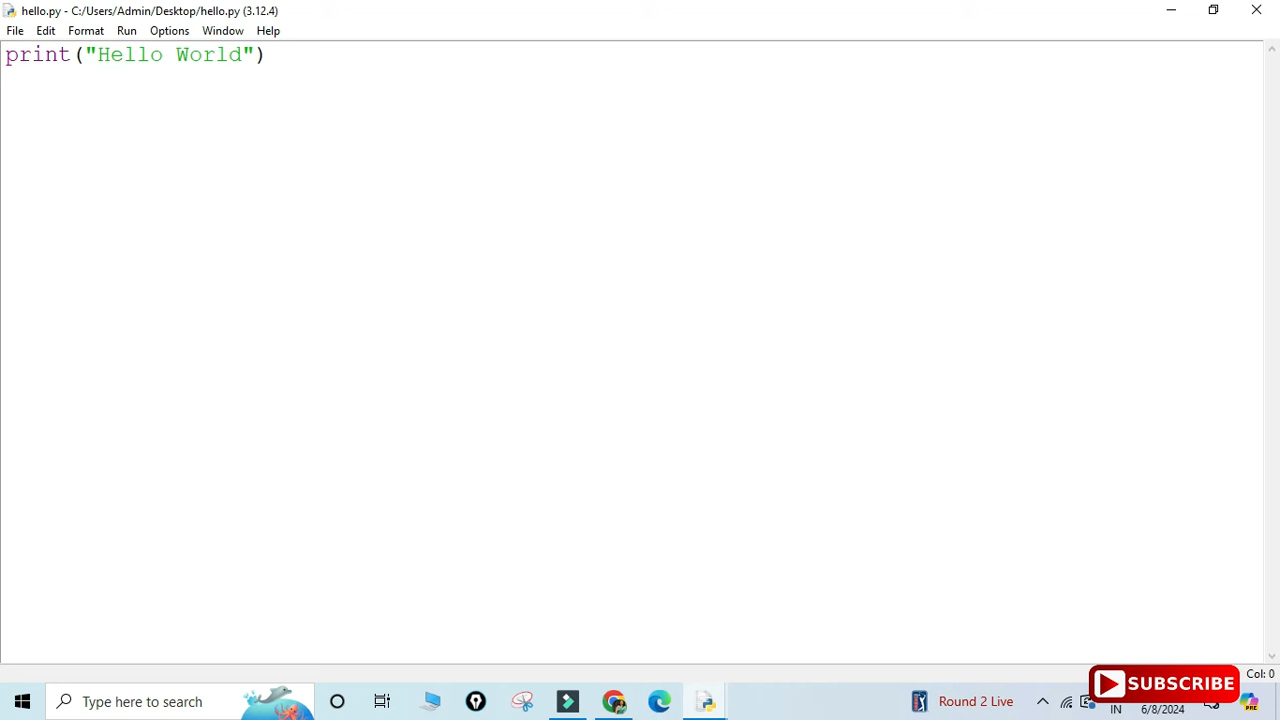 hello.py - C:/Users/Admin/Desktop/hello.py (3.12.4)
File Edit Format Run Options Window Help
print("Hello World")
Col: 0
SUBSCRIBE
Type here to search
Round 2 Live
IN
6/8/2024
PRE